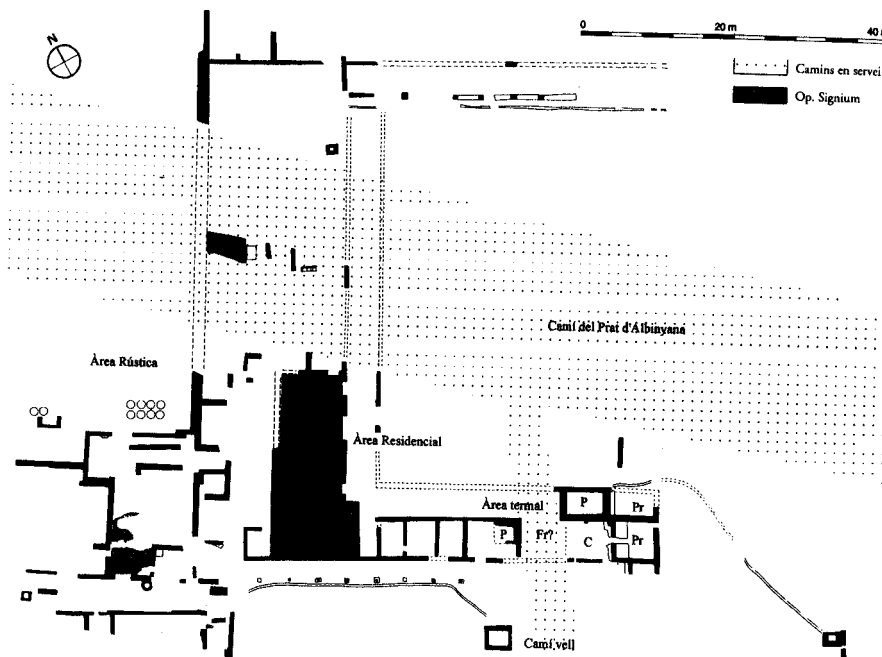 N
0
20 m
40
Camins en servei
Op. Signium
Camí del Prat d'Albinyana
Àrea Rústica
Àrea Residencial
Àrea termal
P
Pr
P
Fr?
C
Pr
Camí vell